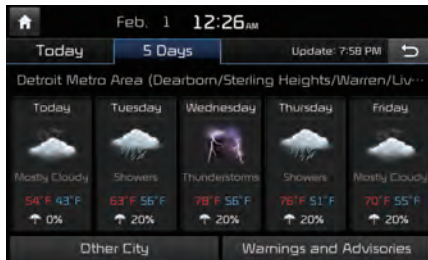 Feb. 1 12:26 AM
Today 5 Days Update: 7:58 PM
Detroit Metro Area (Dearborn/Sterling Heights/Warren/Liv···
Today Tuesday Wednesday Thursday Friday
Mostly Cloudy Showers Thunderstorms Showers Mostly Cloudy
54°F 43°F 63°F 56°F 78°F 56°F 76°F 51°F 70°F 55°F
0% 20% 20% 20% 20%
Other City Warnings and Advisories